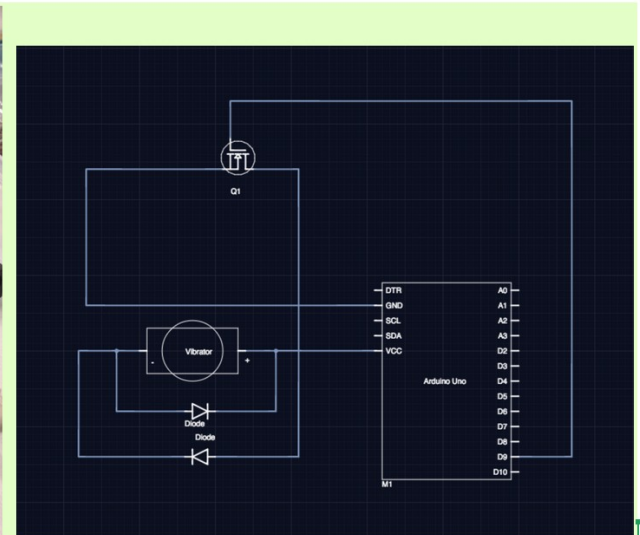 Q1
DTR
GND
SCL
SDA
VCC
A0
A1
A2
A3
D2
D3
D4
D5
D6
D7
D8
D9
D10
Arduino Uno
M1
Vibrator
-
+
Diode
Diode